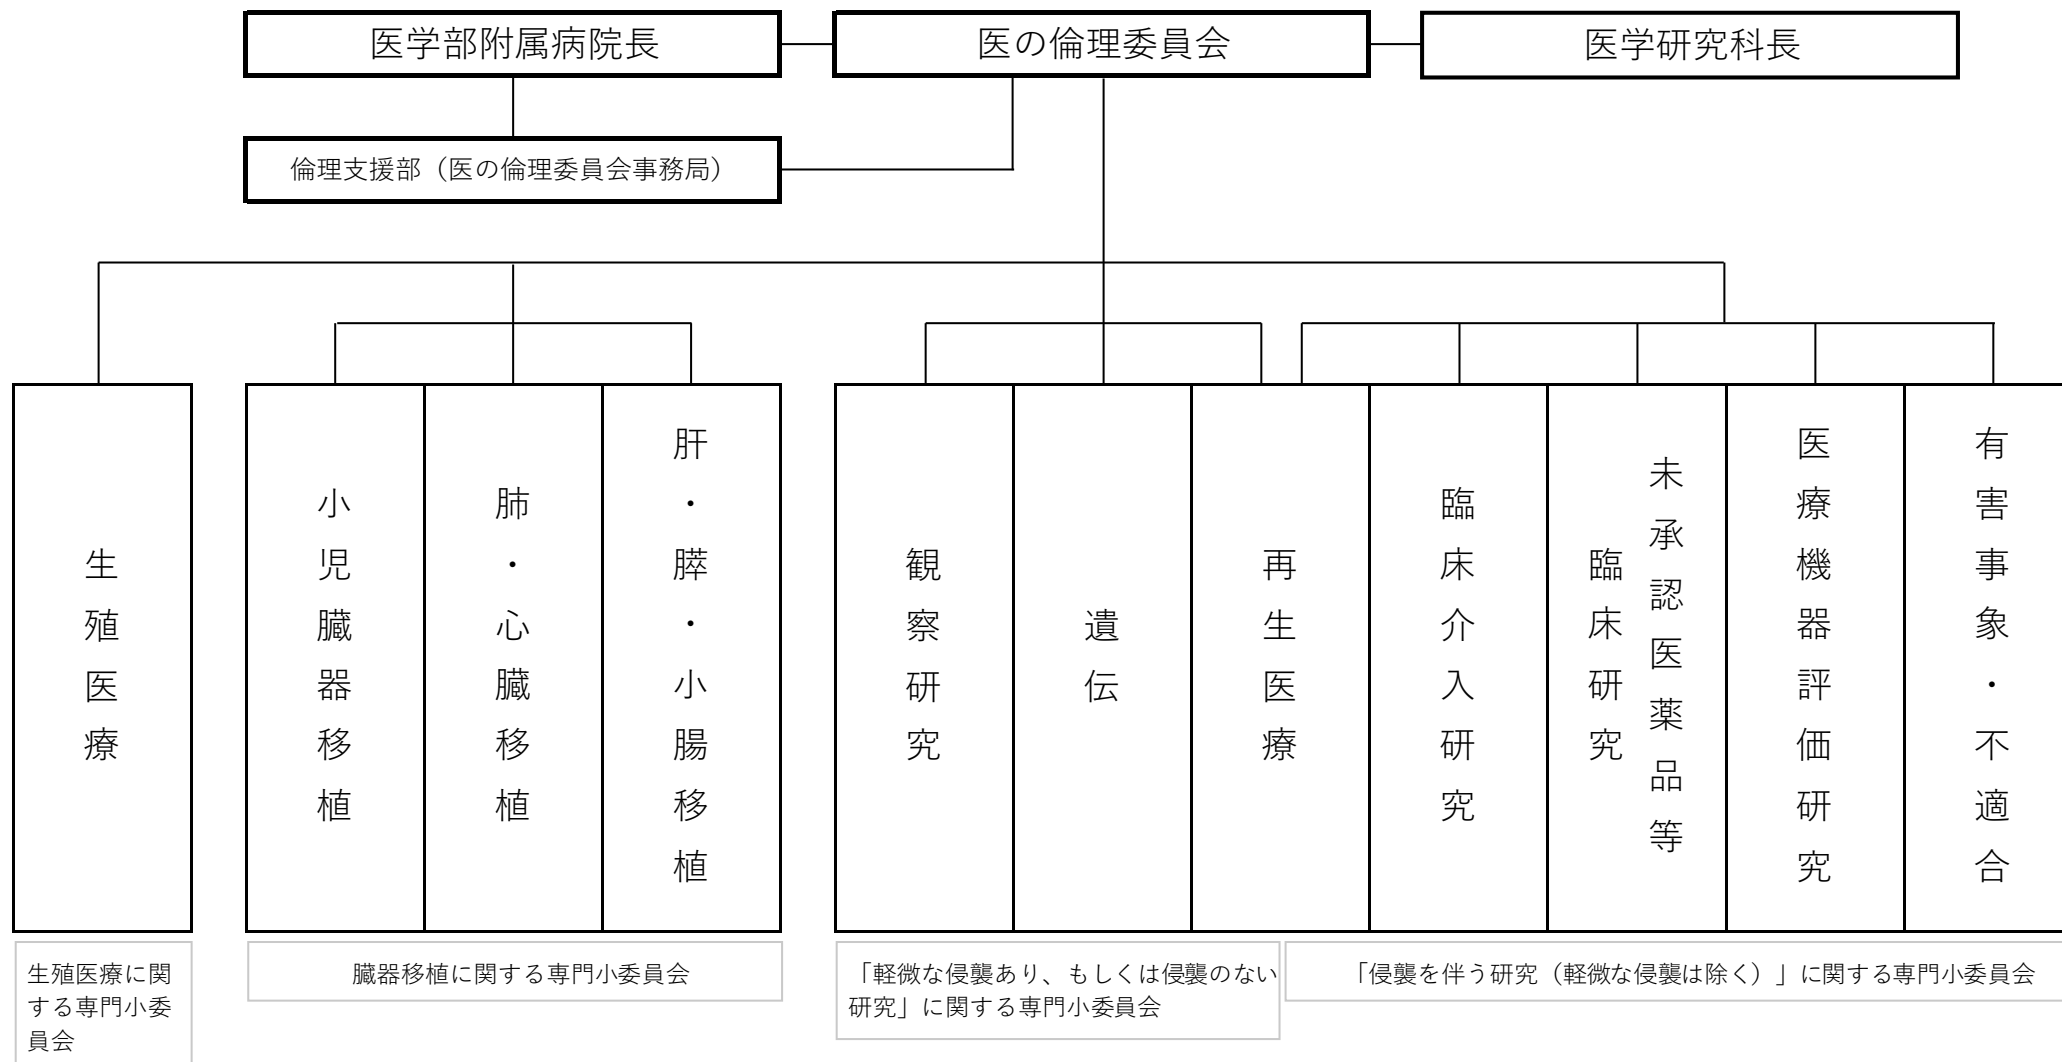 医学部附属病院長
医の倫理委員会
医学研究科長
倫理支援部（医の倫理委員会事務局）
生殖医療
小児臓器移植
肺・心臓移植
肝・膵・小腸移植
観察研究
遺伝
再生医療
臨床介入研究
未承認医薬品等
臨床研究
医療機器評価研究
有害事象・不適合
生殖医療に関
する専門小委
員会
臓器移植に関する専門小委員会
「軽微な侵襲あり、もしくは侵襲のない
研究」に関する専門小委員会
「侵襲を伴う研究（軽微な侵襲は除く）」に関する専門小委員会